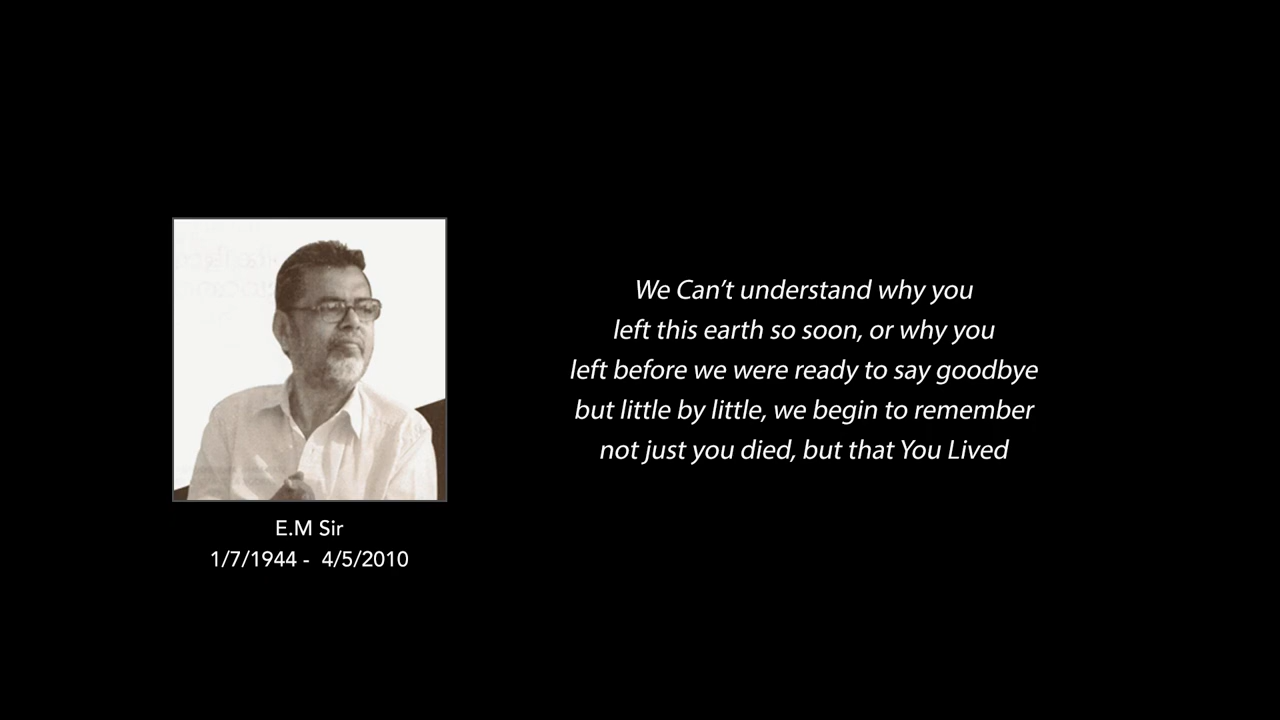 We Can't understand why you
left this earth so soon, or why you
left before we were ready to say goodbye
but little by little, we begin to remember
not just you died, but that You Lived
E.M Sir
1/7/1944 -  4/5/2010